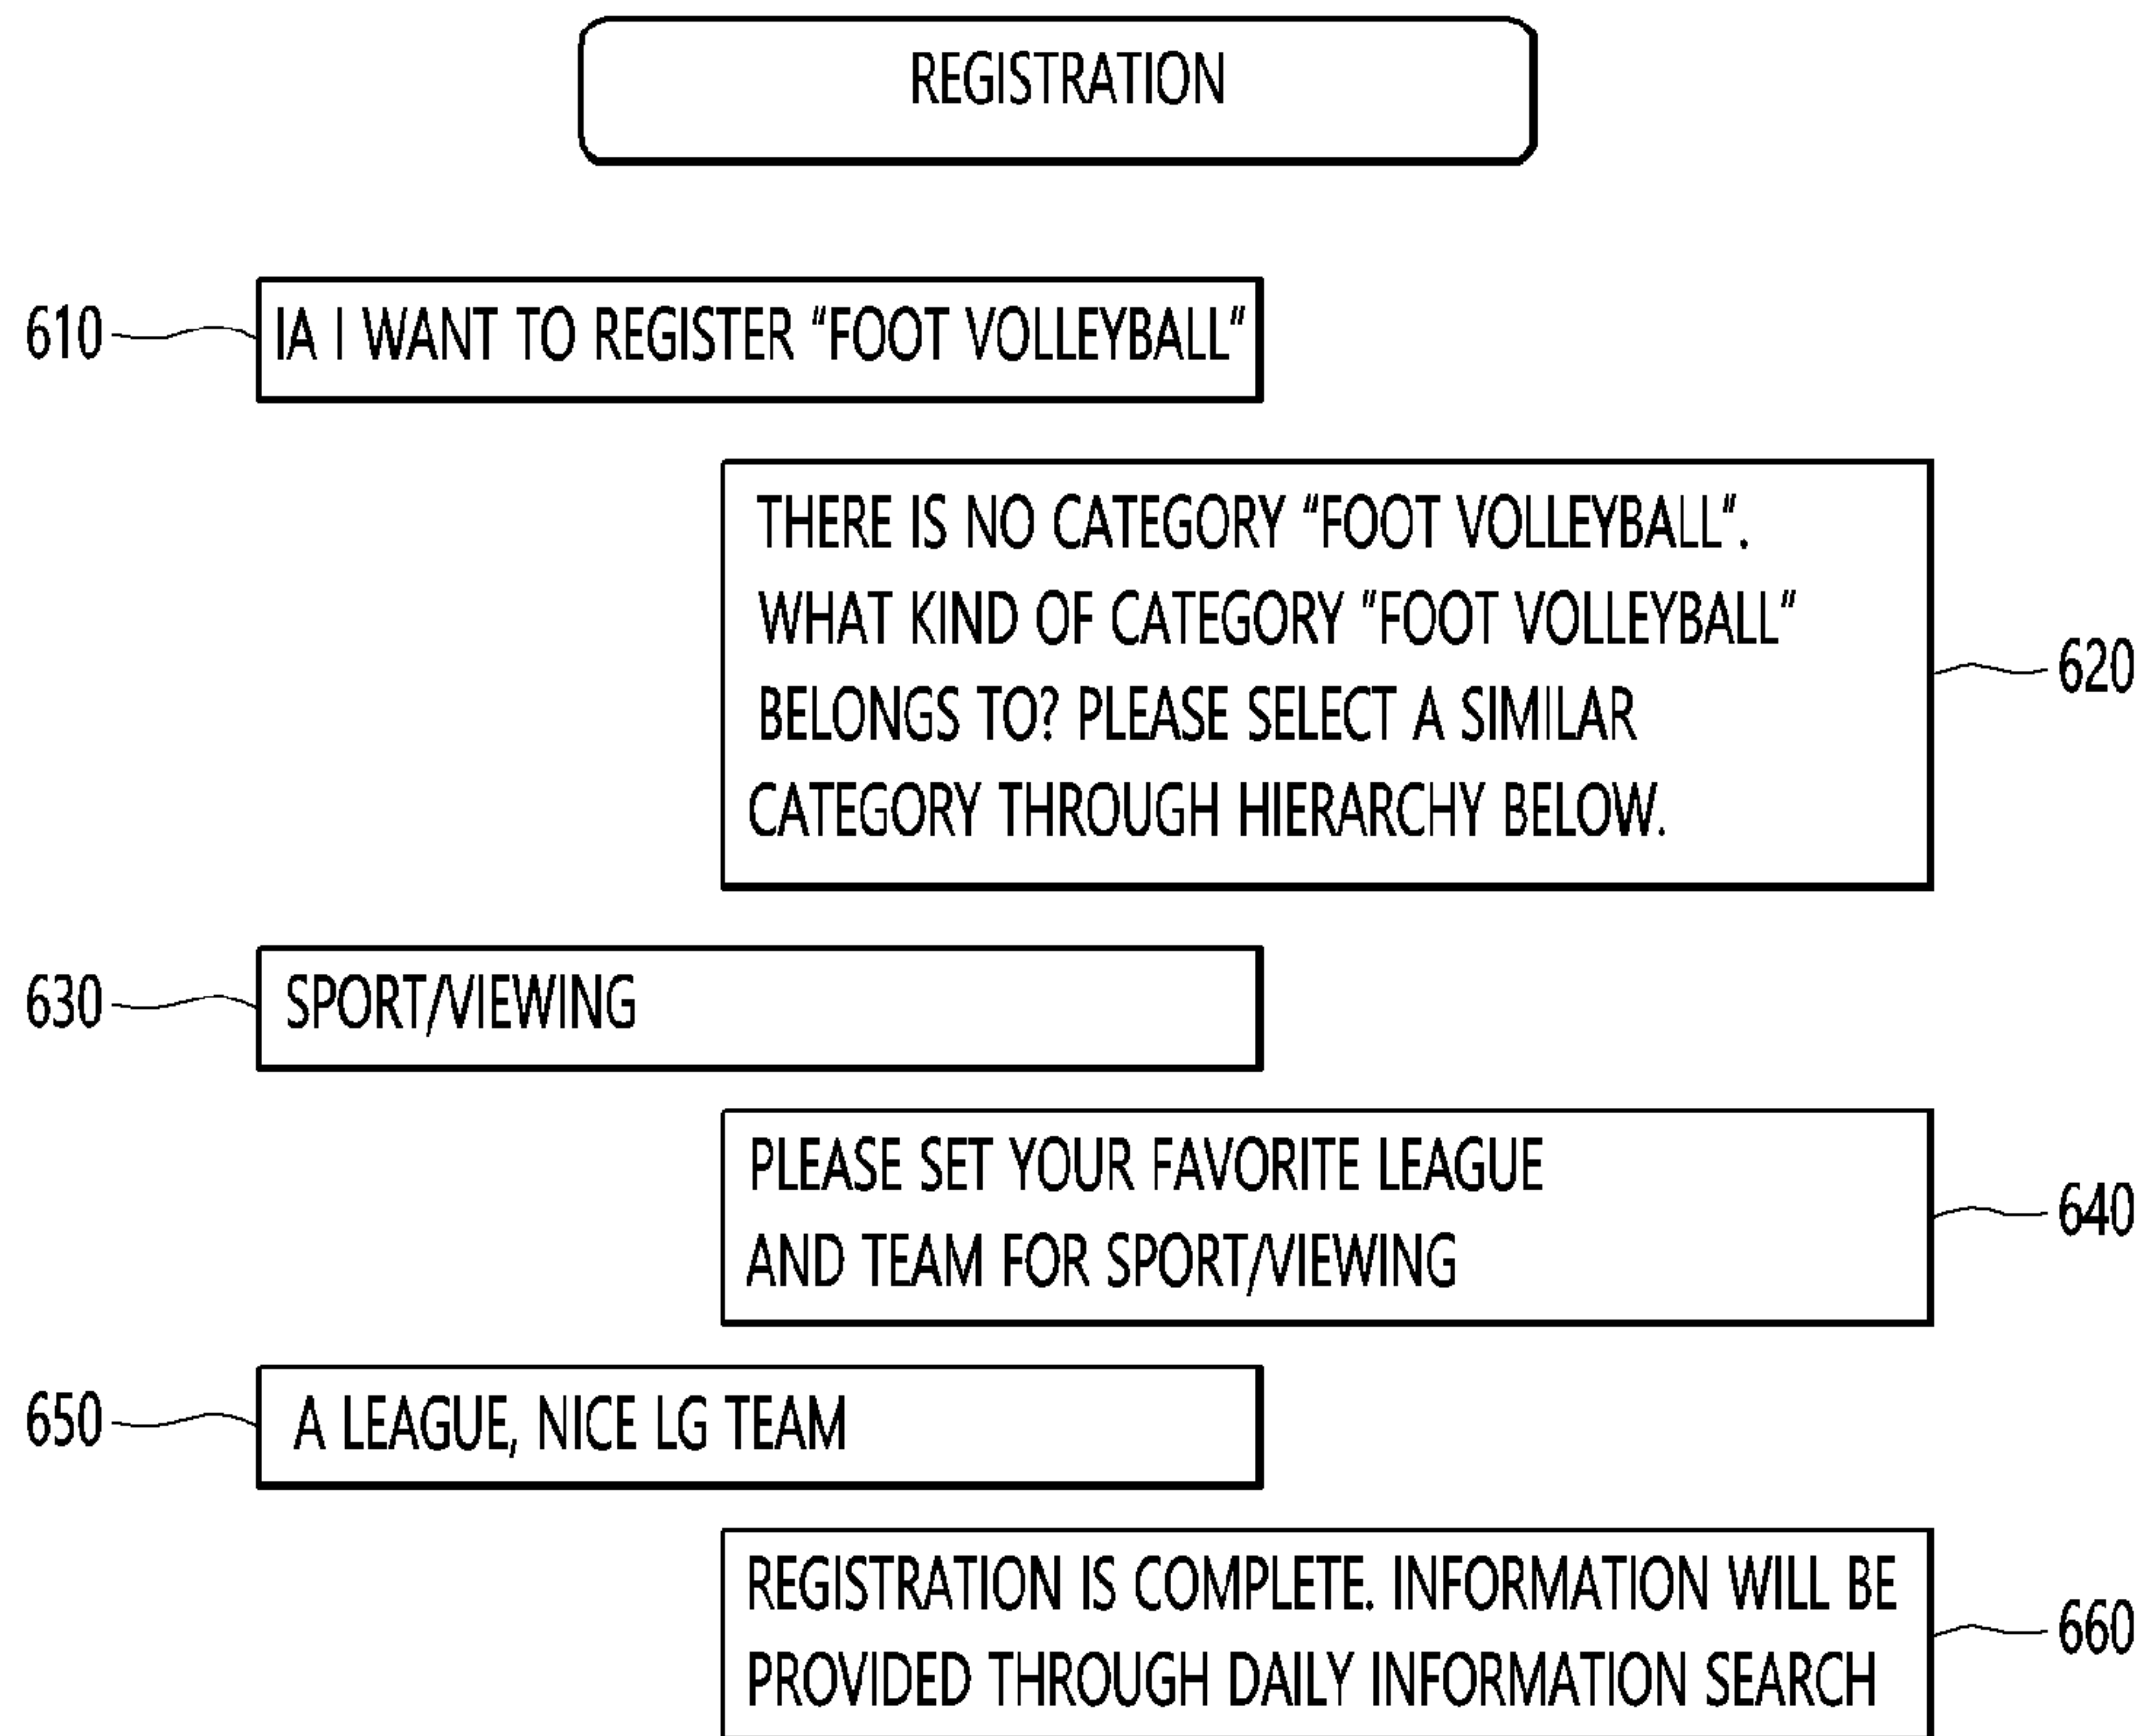 REGISTRATION
610
IA I WANT TO REGISTER “FOOT VOLLEYBALL”
THERE IS NO CATEGORY “FOOT VOLLEYBALL”.
WHAT KIND OF CATEGORY “FOOT VOLLEYBALL”
BELONGS TO? PLEASE SELECT A SIMILAR
CATEGORY THROUGH HIERARCHY BELOW.
620
630
SPORT/VIEWING
PLEASE SET YOUR FAVORITE LEAGUE
AND TEAM FOR SPORT/VIEWING
640
650
A LEAGUE, NICE LG TEAM
REGISTRATION IS COMPLETE. INFORMATION WILL BE
PROVIDED THROUGH DAILY INFORMATION SEARCH
660